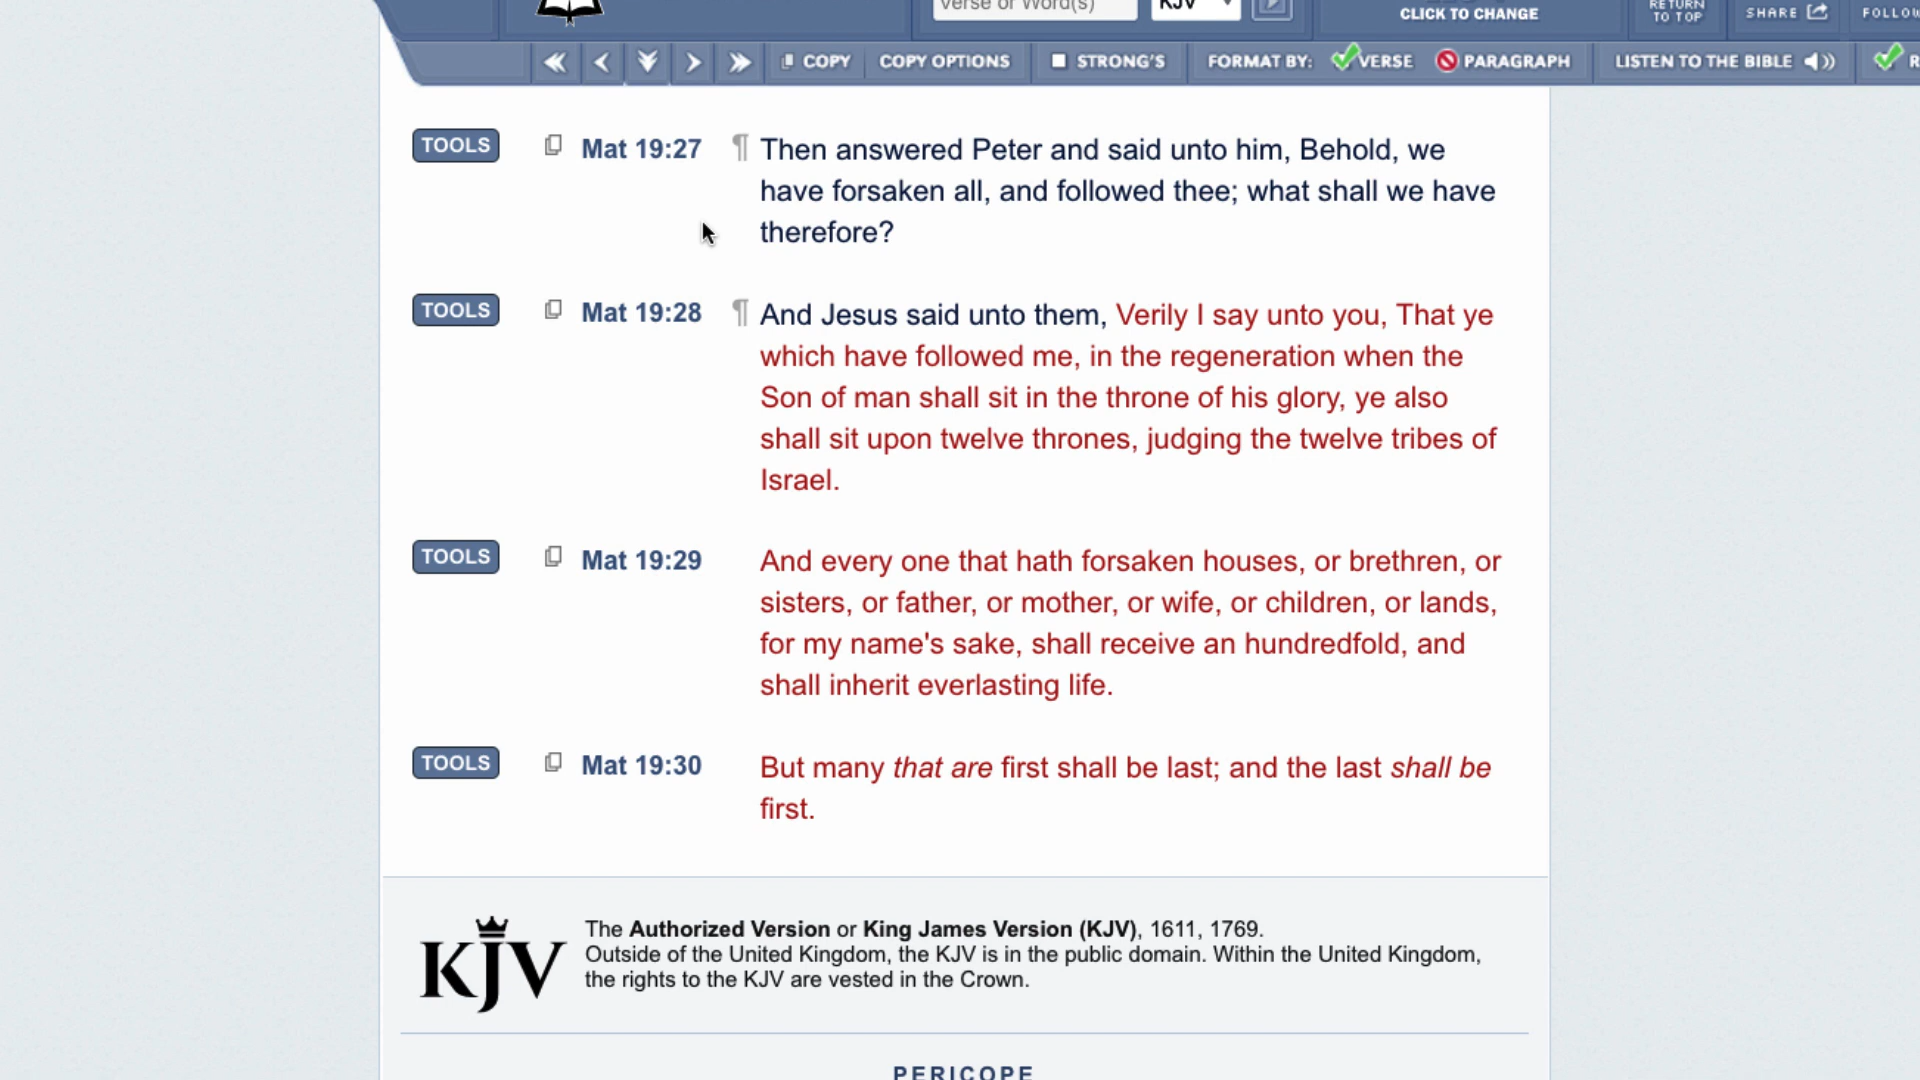 Verse or Word(s) KJV
CLICK TO CHANGE
RETURN
TO TOP
SHARE
COPY COPY OPTIONS STRONG'S FORMAT BY: VERSE PARAGRAPH LISTEN TO THE BIBLE
TOOLS Mat 19:27 ¶ Then answered Peter and said unto him, Behold, we
have forsaken all, and followed thee; what shall we have
therefore?
TOOLS Mat 19:28 ¶ And Jesus said unto them, Verily I say unto you, That ye
which have followed me, in the regeneration when the
Son of man shall sit in the throne of his glory, ye also
shall sit upon twelve thrones, judging the twelve tribes of
Israel.
TOOLS Mat 19:29 And every one that hath forsaken houses, or brethren, or
sisters, or father, or mother, or wife, or children, or lands,
for my name's sake, shall receive an hundredfold, and
shall inherit everlasting life.
TOOLS Mat 19:30 But many that are first shall be last; and the last shall be
first.
KJV
The Authorized Version or King James Version (KJV), 1611, 1769.
Outside of the United Kingdom, the KJV is in the public domain. Within the United Kingdom,
the rights to the KJV are vested in the Crown.
PERICOPE